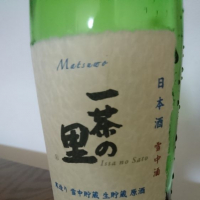 Matsuo
一茶の里
Issa no Sato
日本酒 雪中酒
雪中貯蔵 生貯蔵 原酒